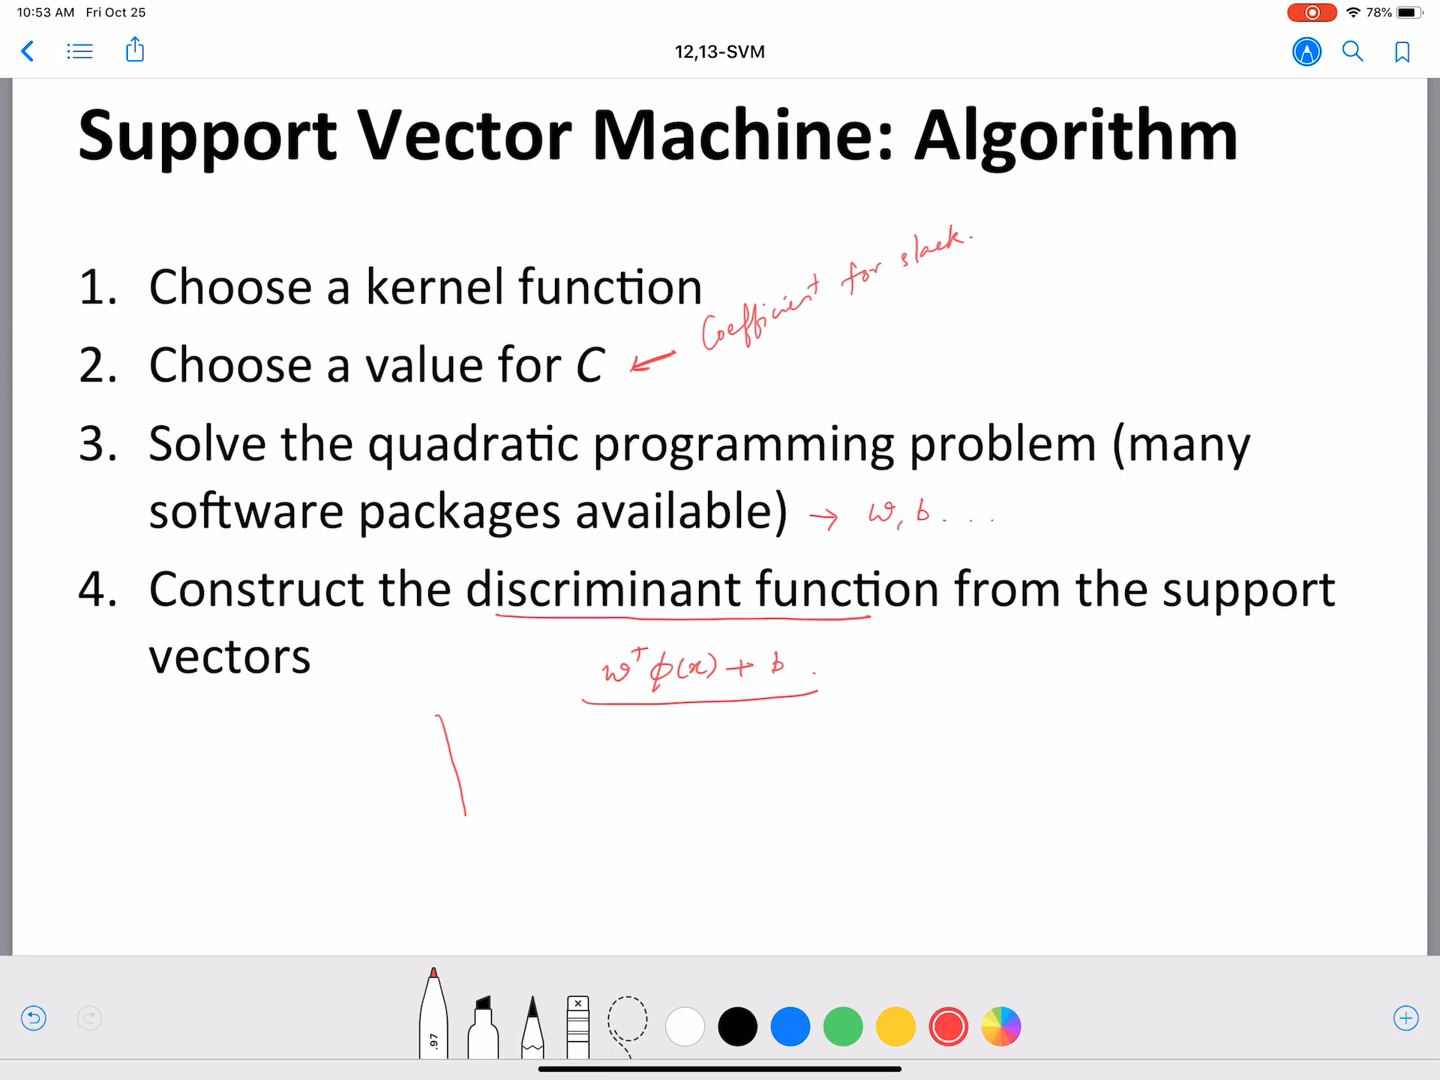 10:53 AM Fri Oct 25
78%
12,13-SVM
Support Vector Machine: Algorithm
1. Choose a kernel function
Coefficient for slack.
2. Choose a value for C ←
3. Solve the quadratic programming problem (many
software packages available) → w, b . . .
4. Construct the discriminant function from the support
vectors
wᵀ φ(x) + b .
.97